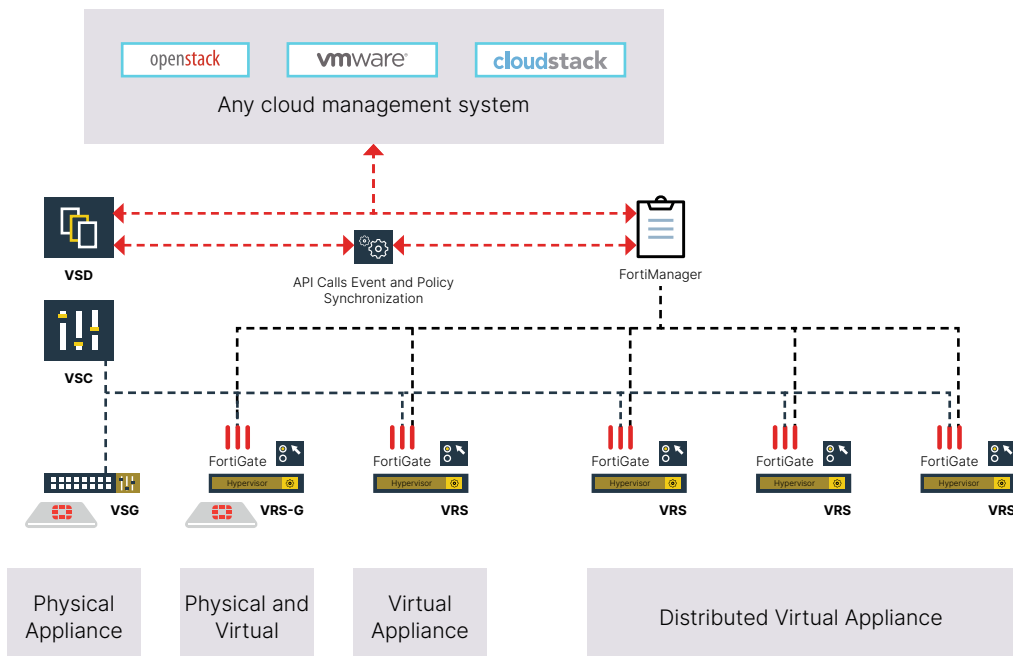 openstack
vmware
cloudstack
Any cloud management system
VSD
API Calls Event and Policy
Synchronization
FortiManager
VSC
FortiGate
FortiGate
FortiGate
FortiGate
FortiGate
Hypervisor
Hypervisor
Hypervisor
Hypervisor
Hypervisor
VSG
VRS-G
VRS
VRS
VRS
VRS
Physical
Appliance
Physical and
Virtual
Virtual
Appliance
Distributed Virtual Appliance